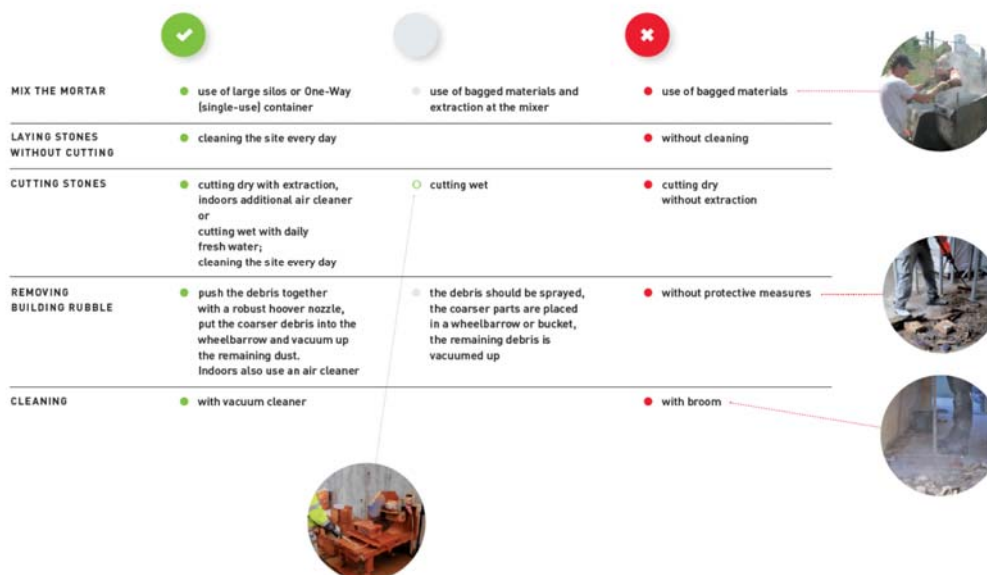 MIX THE MORTAR
use of large silos or One-Way
(single-use) container
use of bagged materials and
extraction at the mixer
use of bagged materials
LAYING STONES
WITHOUT CUTTING
cleaning the site every day
without cleaning
CUTTING STONES
cutting dry with extraction,
indoors additional air cleaner
or
cutting wet with daily
fresh water;
cleaning the site every day
cutting wet
cutting dry
without extraction
REMOVING
BUILDING RUBBLE
push the debris together
with a robust hoover nozzle,
put the coarser debris into the
wheelbarrow and vacuum up
the remaining dust.
Indoors also use an air cleaner
the debris should be sprayed,
the coarser parts are placed
in a wheelbarrow or bucket,
the remaining debris is
vacuumed up
without protective measures
CLEANING
with vacuum cleaner
with broom